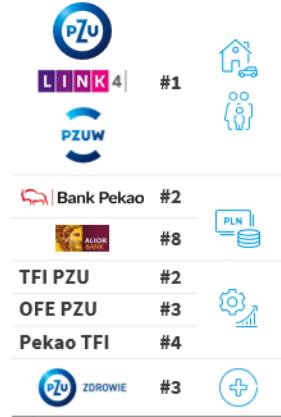 PZU
LINK4 #1
PZUW
Bank Pekao #2
PLN
ALIOR
BANK #8
TFI PZU #2
OFE PZU #3
Pekao TFI #4
PZU ZDROWIE #3